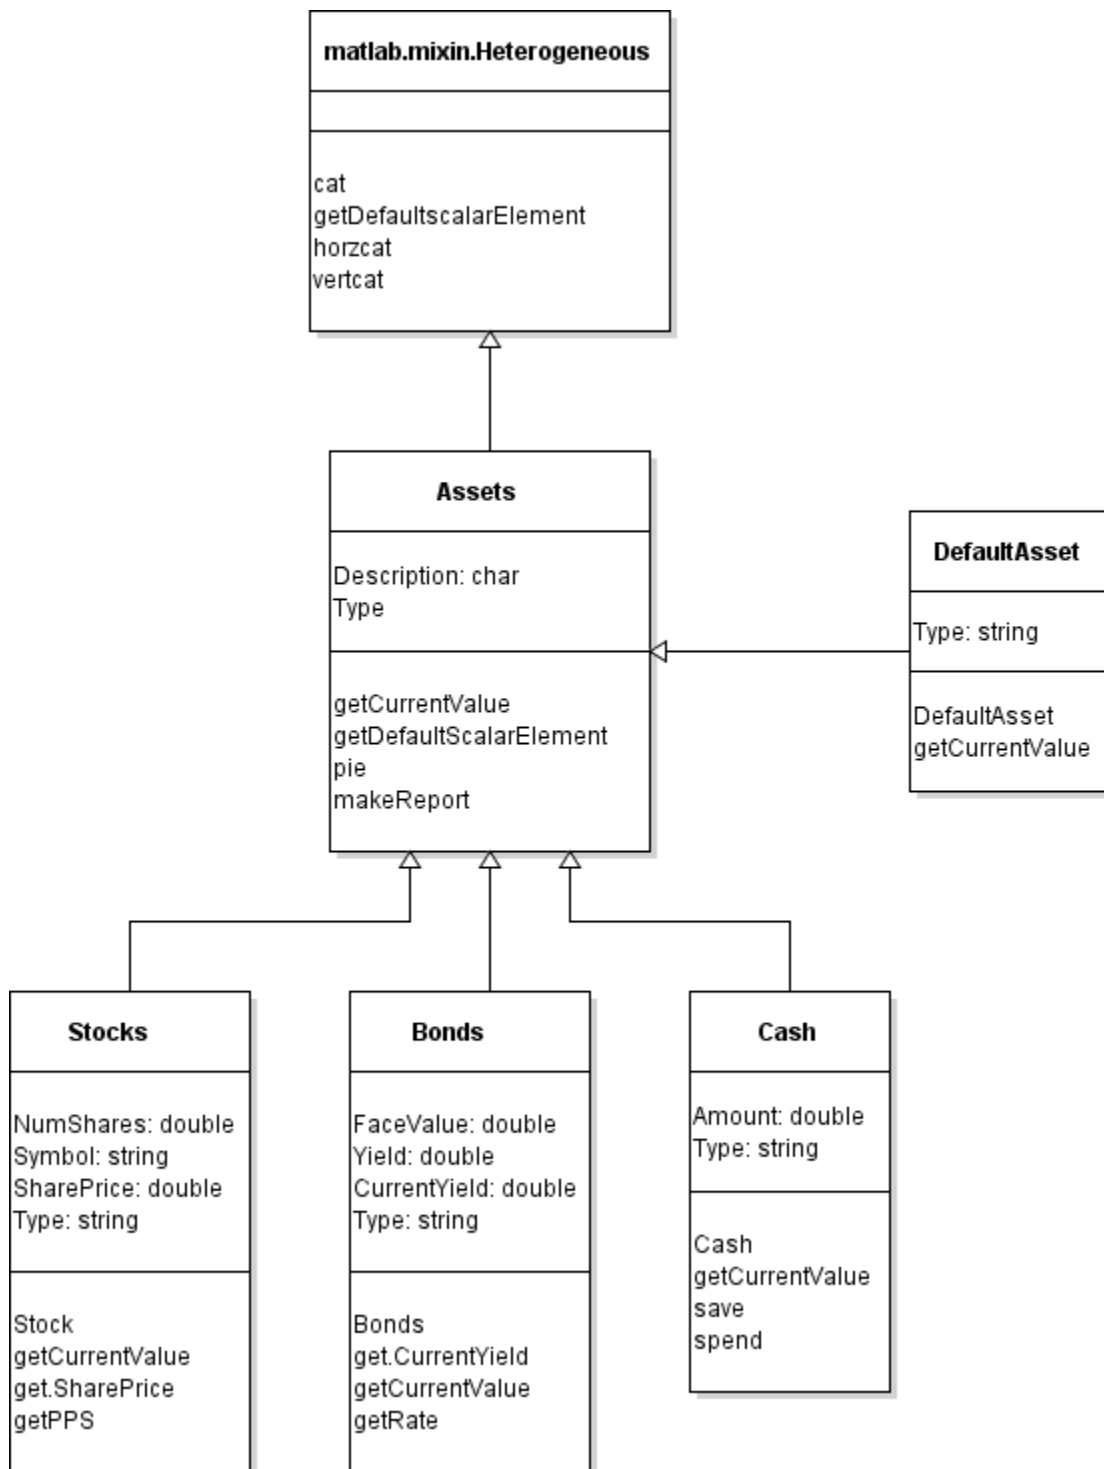 matlab.mixin.Heterogeneous
cat
getDefaultscalarElement
horzcat
vertcat
Assets
Description: char
Type
getCurrentValue
getDefaultScalarElement
pie
makeReport
DefaultAsset
Type: string
DefaultAsset
getCurrentValue
Stocks
NumShares: double
Symbol: string
SharePrice: double
Type: string
Stock
getCurrentValue
get.SharePrice
getPPS
Bonds
FaceValue: double
Yield: double
CurrentYield: double
Type: string
Bonds
get.CurrentYield
getCurrentValue
getRate
Cash
Amount: double
Type: string
Cash
getCurrentValue
save
spend